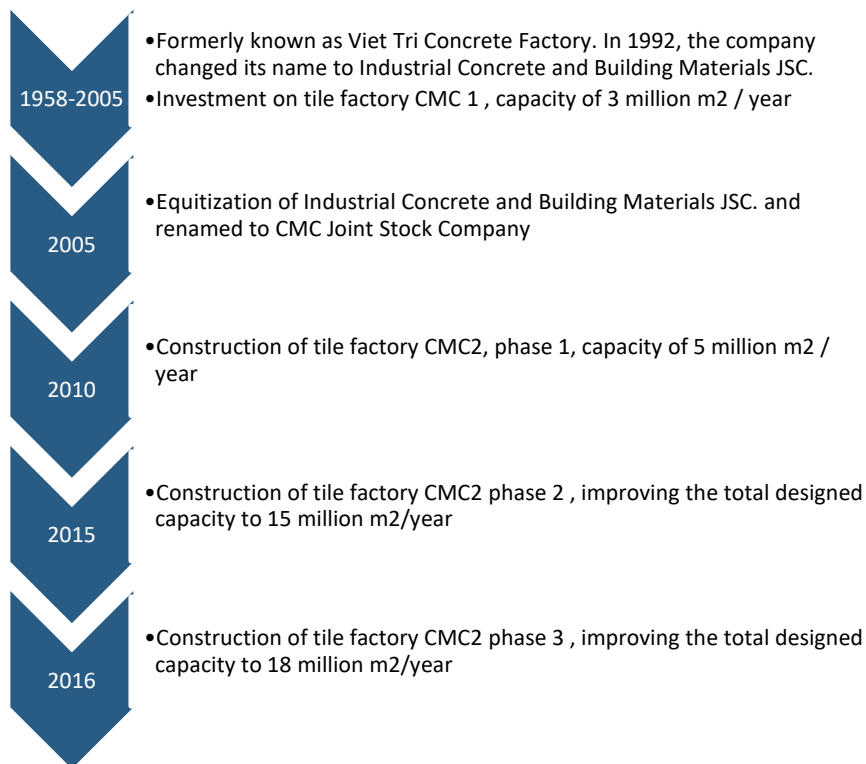 1958-2005
•Formerly known as Viet Tri Concrete Factory. In 1992, the company
changed its name to Industrial Concrete and Building Materials JSC.
•Investment on tile factory CMC 1 , capacity of 3 million m2 / year
2005
•Equitization of Industrial Concrete and Building Materials JSC. and
renamed to CMC Joint Stock Company
2010
•Construction of tile factory CMC2, phase 1, capacity of 5 million m2 /
year
2015
•Construction of tile factory CMC2 phase 2 , improving the total designed
capacity to 15 million m2/year
2016
•Construction of tile factory CMC2 phase 3 , improving the total designed
capacity to 18 million m2/year